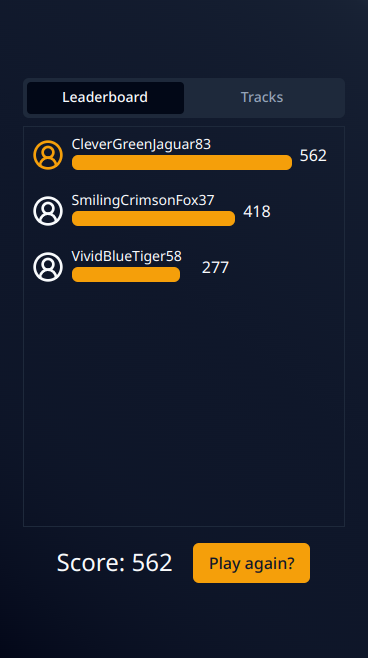 Leaderboard
Tracks
CleverGreenJaguar83
562
SmilingCrimsonFox37
418
VividBlueTiger58
277
Score: 562
Play again?